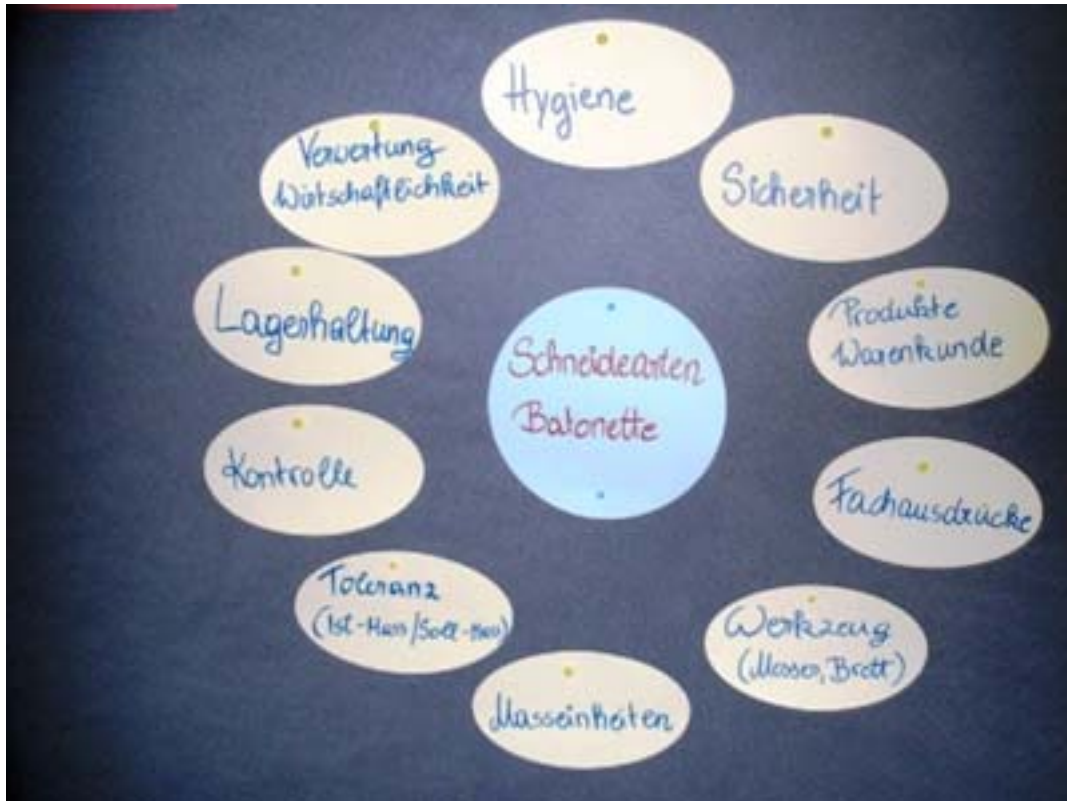 Hygiene
Sicherheit
Produkte
Warenkunde
Fachausdrücke
Werkzeug
(Messer, Brett)
Masseinheiten
Toleranz
(Ist-Mass/Soll-Mass)
Kontrolle
Lagerhaltung
Verwertung
Wirtschaftlichkeit
Schneidearten
Batonette